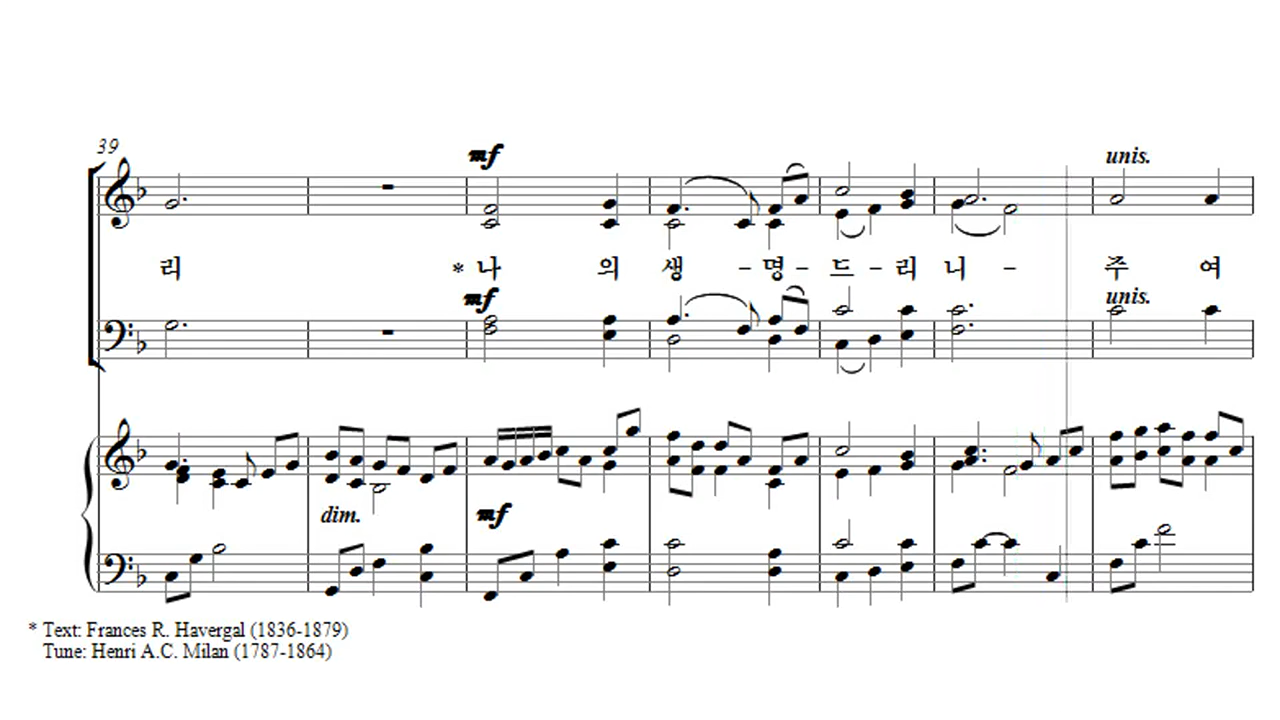 39
mf
unis.
리 * 나 의 생 - 명 - 드 - 리 니 - 주 여
mf
unis.
dim.
mf
* Text: Frances R. Havergal (1836-1879)
Tune: Henri A.C. Milan (1787-1864)